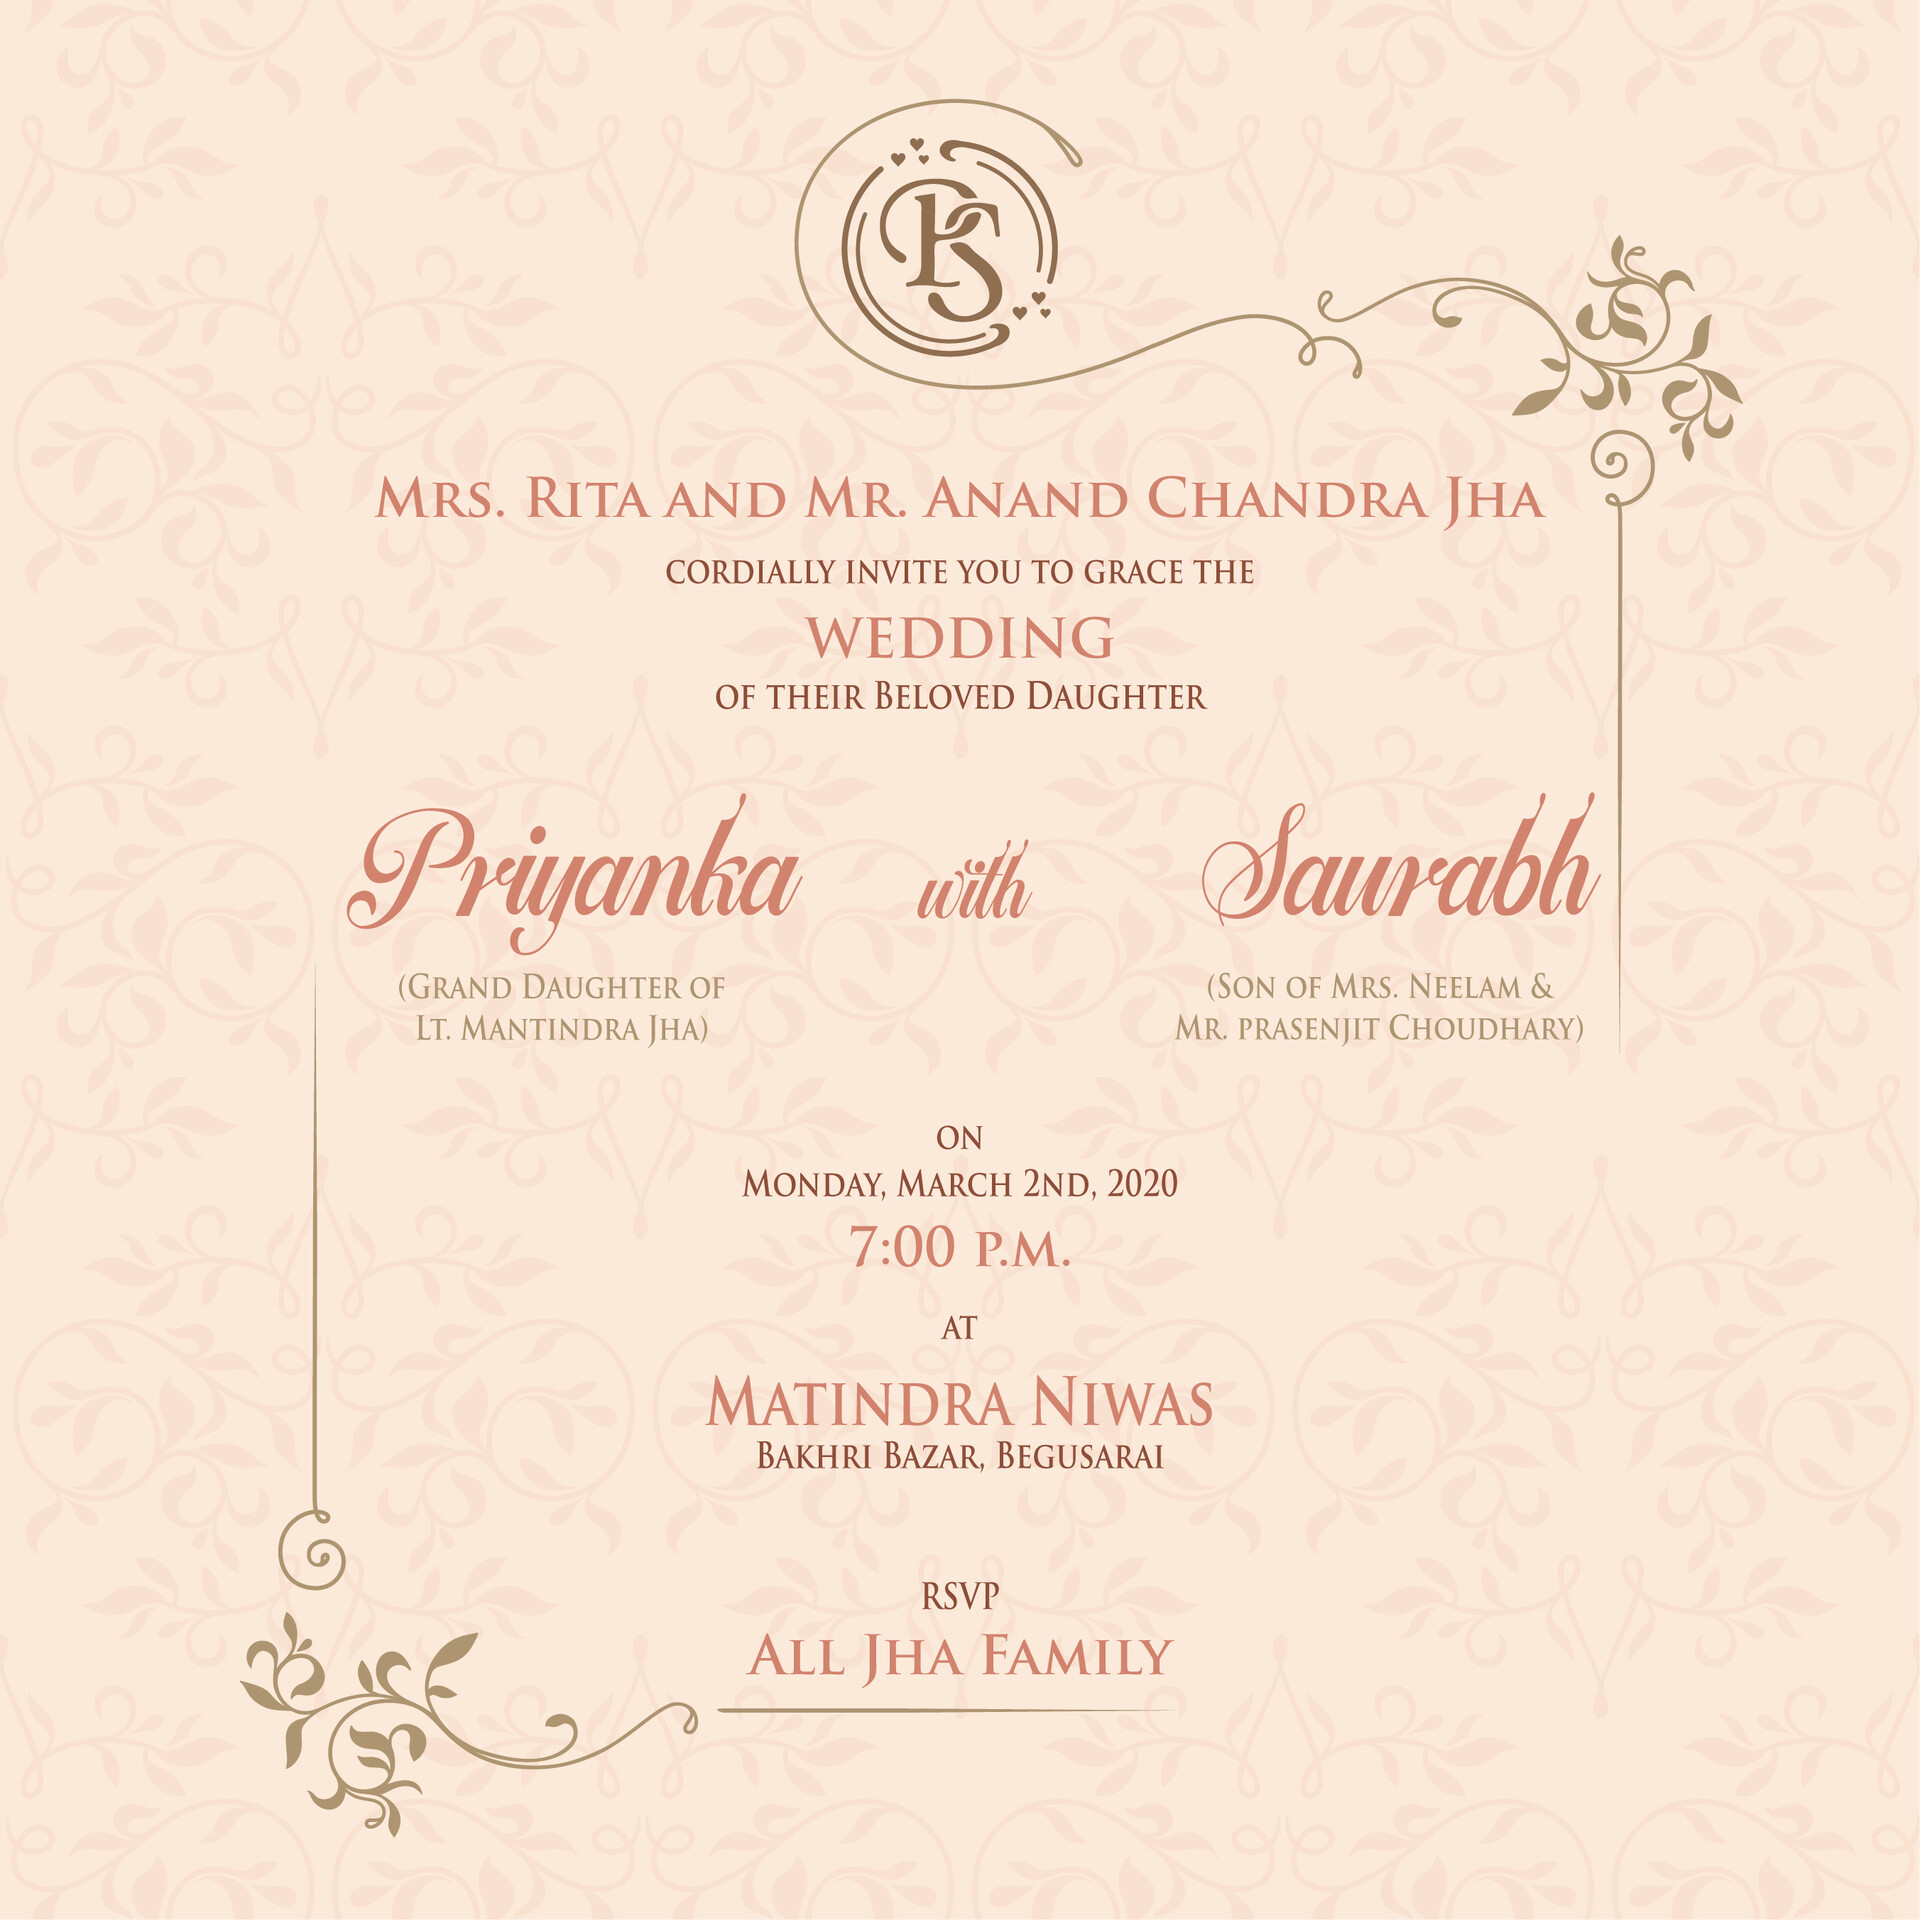 PS
Mrs. Rita and Mr. Anand Chandra Jha
cordially invite you to grace the
wedding
of their Beloved Daughter
Priyanka with Saurabh
(Grand Daughter of
Lt. Mantindra Jha)
(Son of Mrs. Neelam &
Mr. prasenjit Choudhary)
on
Monday, March 2nd, 2020
7:00 p.m.
at
Matindra Niwas
Bakhri Bazar, Begusarai
RSVP
All Jha Family